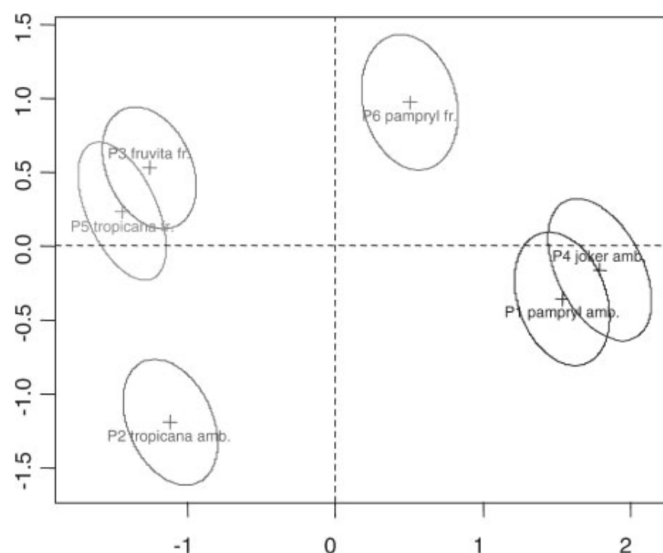 1.5
P6 pampryl fr.
1.0
P3 fruvita fr.
0.5
P5 tropicana fr.
0.0
P4 joker amb.
P1 pampryl amb.
-0.5
-1.0
P2 tropicana amb.
-1.5
-1 0 1 2